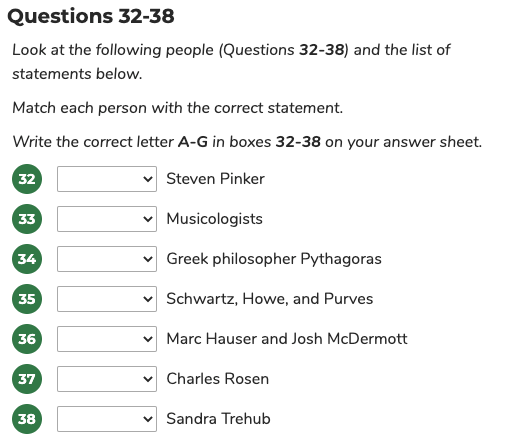 Questions 32-38
Look at the following people (Questions 32-38) and the list of
statements below.
Match each person with the correct statement.
Write the correct letter A-G in boxes 32-38 on your answer sheet.
32 Steven Pinker
33 Musicologists
34 Greek philosopher Pythagoras
35 Schwartz, Howe, and Purves
36 Marc Hauser and Josh McDermott
37 Charles Rosen
38 Sandra Trehub